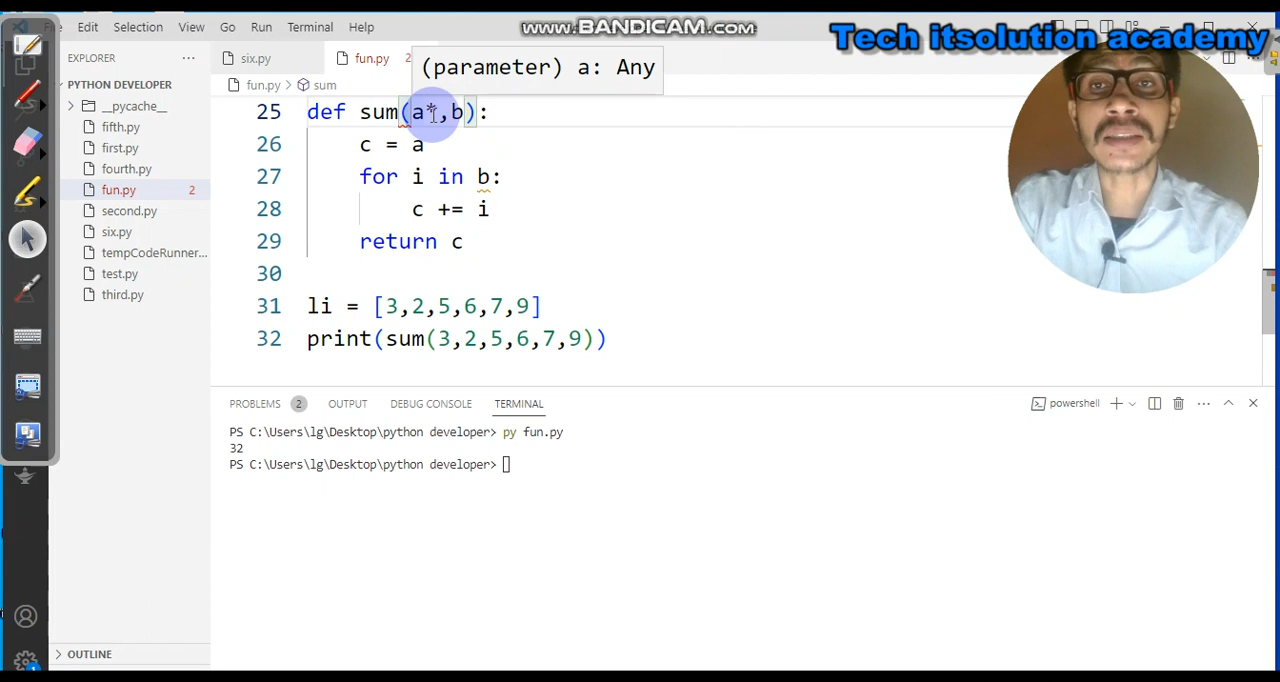 File Edit Selection View Go Run Terminal Help
WWW.BANDICAM.COM
Tech itsolution academy
EXPLORER
six.py
fun.py 2
(parameter) a: Any
PYTHON DEVELOPER
fun.py > sum
__pycache__
fifth.py
first.py
fourth.py
fun.py 2
second.py
six.py
tempCodeRunner...
test.py
third.py
25 def sum(a*,b):
26 c = a
27 for i in b:
28 c += i
29 return c
30
31 li = [3,2,5,6,7,9]
32 print(sum(3,2,5,6,7,9))
PROBLEMS 2 OUTPUT DEBUG CONSOLE TERMINAL
powershell
PS C:\Users\lg\Desktop\python developer> py fun.py
32
PS C:\Users\lg\Desktop\python developer>
OUTLINE